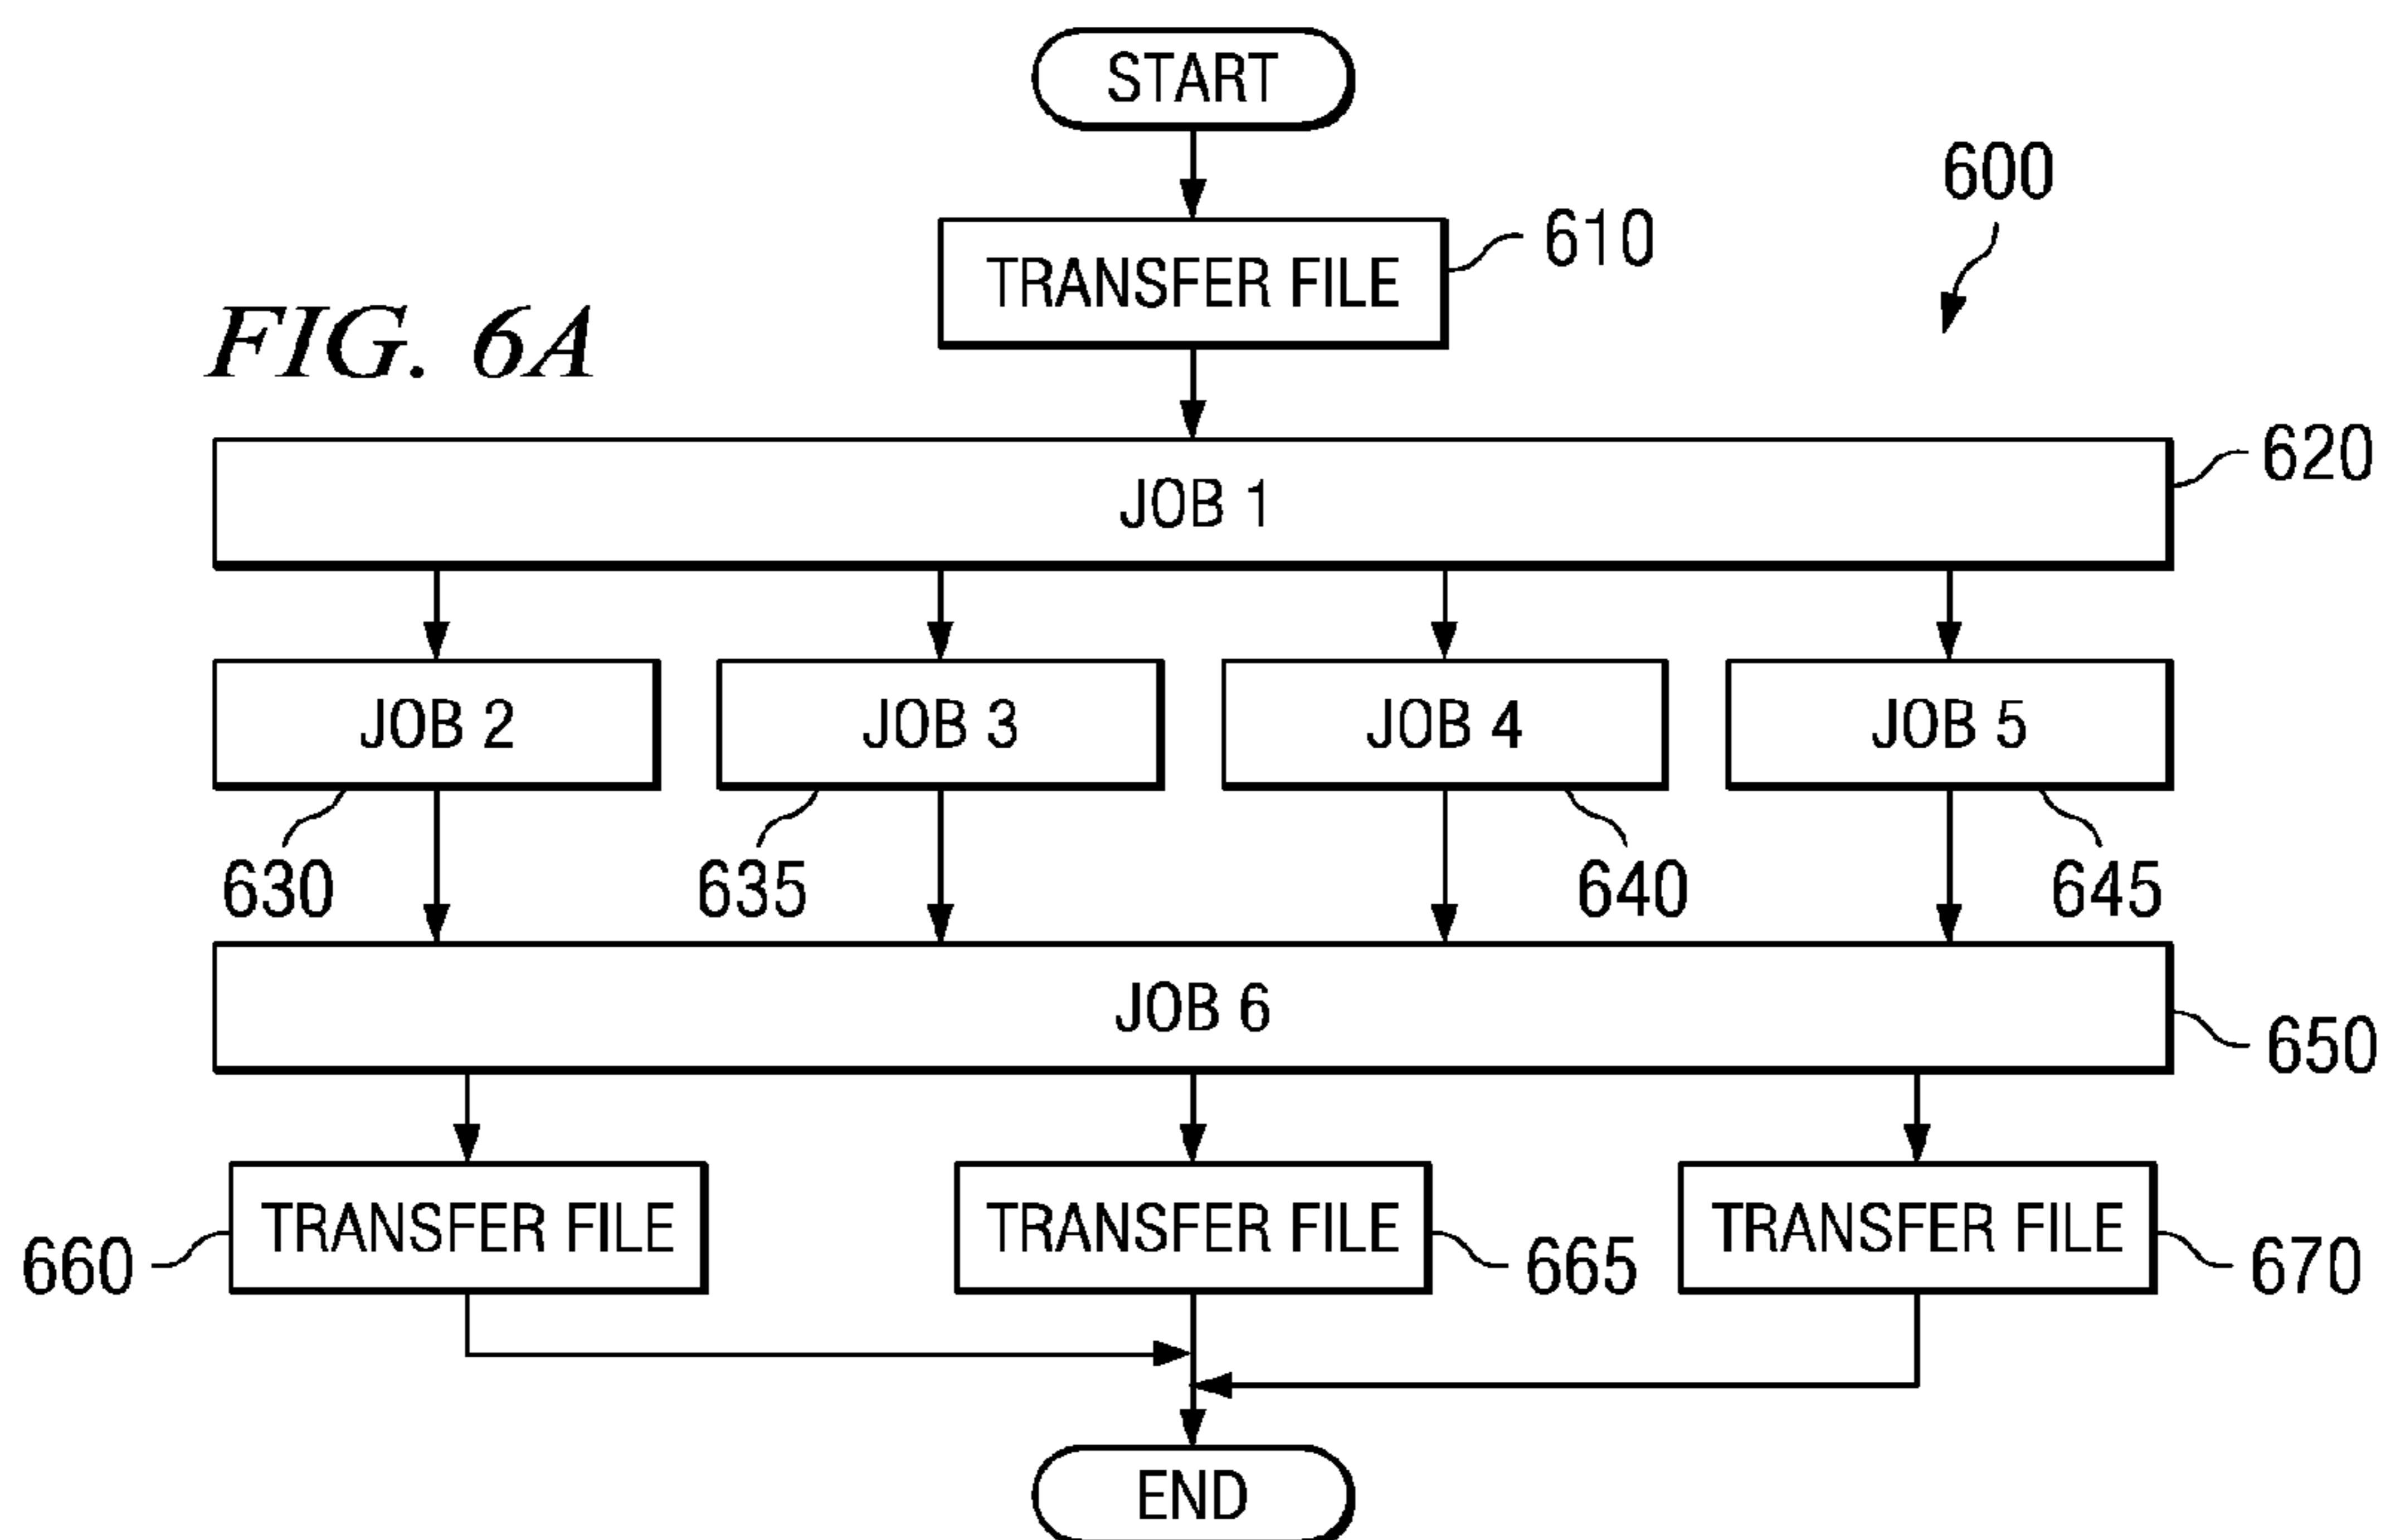 START
600
TRANSFER FILE
610
FIG. 6A
JOB 1
620
JOB 2
JOB 3
JOB 4
JOB 5
630
635
640
645
JOB 6
650
TRANSFER FILE
TRANSFER FILE
TRANSFER FILE
660
665
670
END